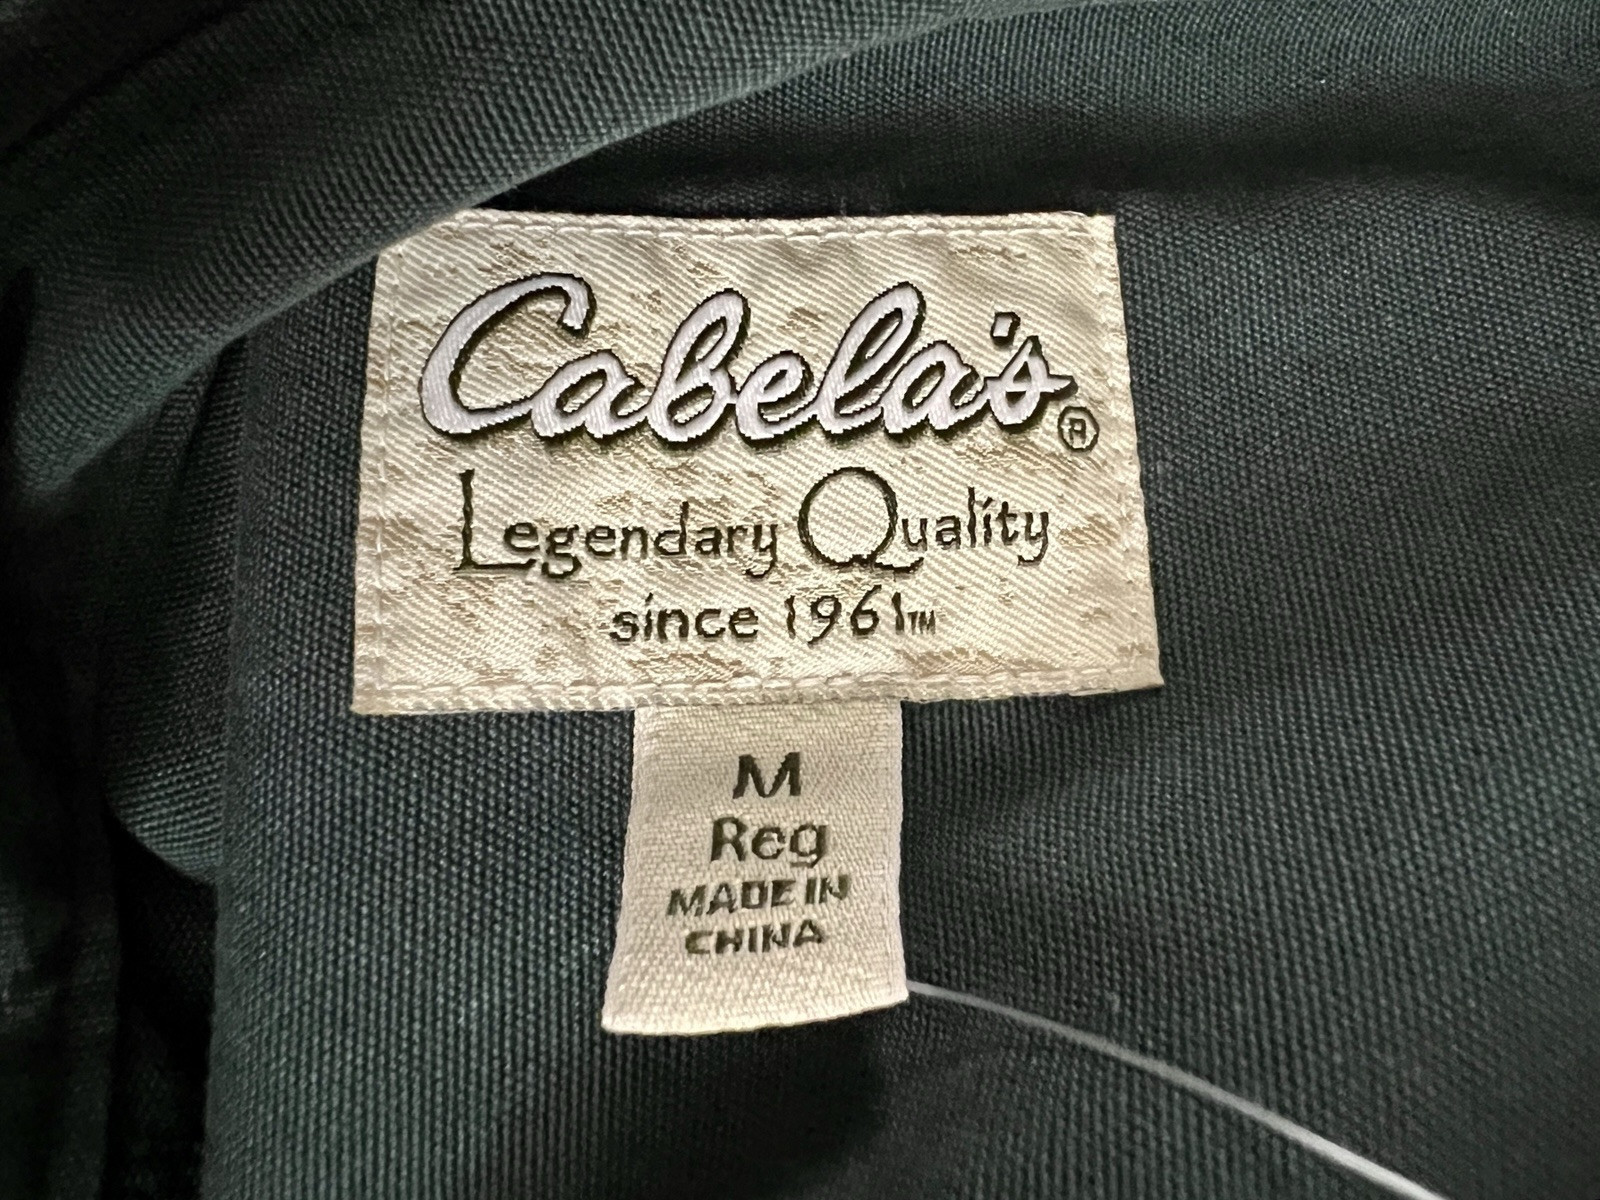 Cabela's®
Legendary Quality
since 1961™
M
Reg
MADE IN
CHINA